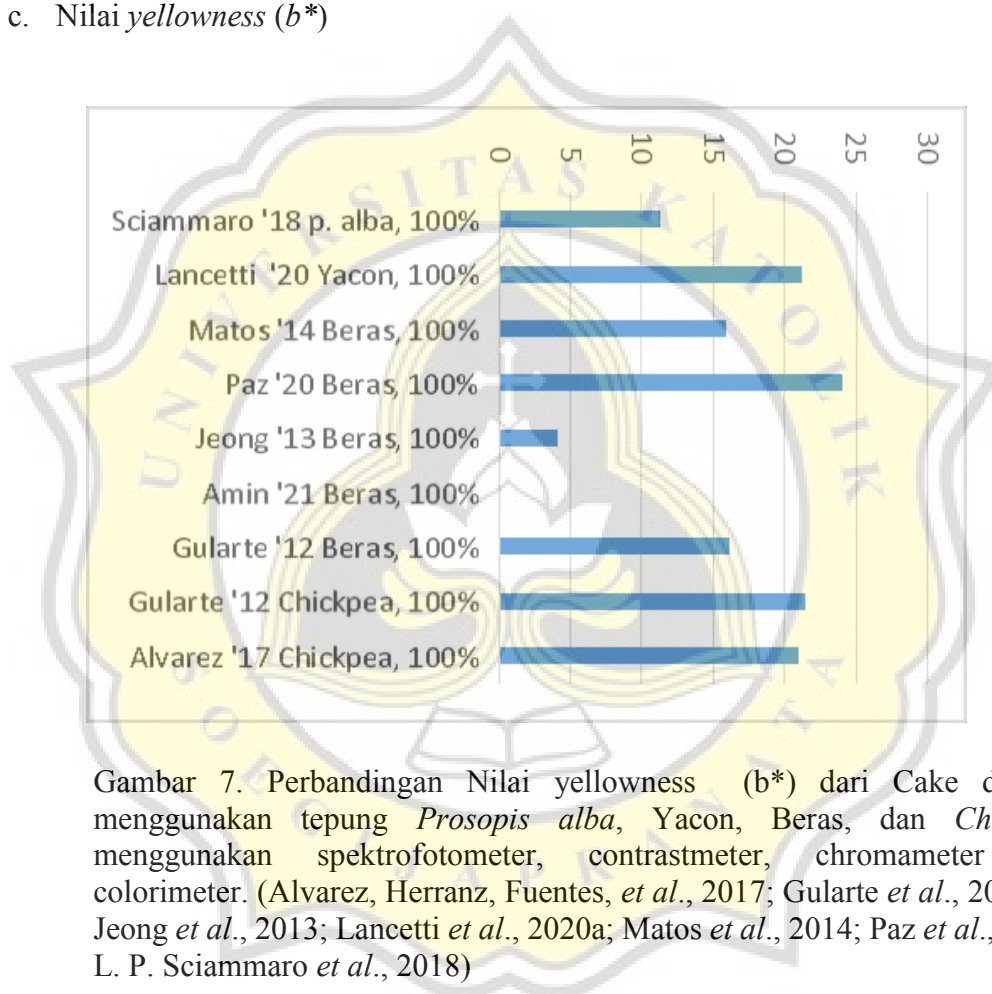 c. Nilai yellowness (b*)
0 5 10 15 20 25 30
Sciammaro '18 p. alba, 100%
Lancetti '20 Yacon, 100%
Matos '14 Beras, 100%
Paz '20 Beras, 100%
Jeong '13 Beras, 100%
Amin '21 Beras, 100%
Gularte '12 Beras, 100%
Gularte '12 Chickpea, 100%
Alvarez '17 Chickpea, 100%
UNIVERSITAS KATOLIK
SOEGIJAPRANATA
Gambar 7. Perbandingan Nilai yellowness (b*) dari Cake d
menggunakan tepung Prosopis alba, Yacon, Beras, dan Ch
menggunakan spektrofotometer, contrastmeter, chromameter
colorimeter. (Alvarez, Herranz, Fuentes, et al., 2017; Gularte et al., 20
Jeong et al., 2013; Lancetti et al., 2020a; Matos et al., 2014; Paz et al.,
L. P. Sciammaro et al., 2018)